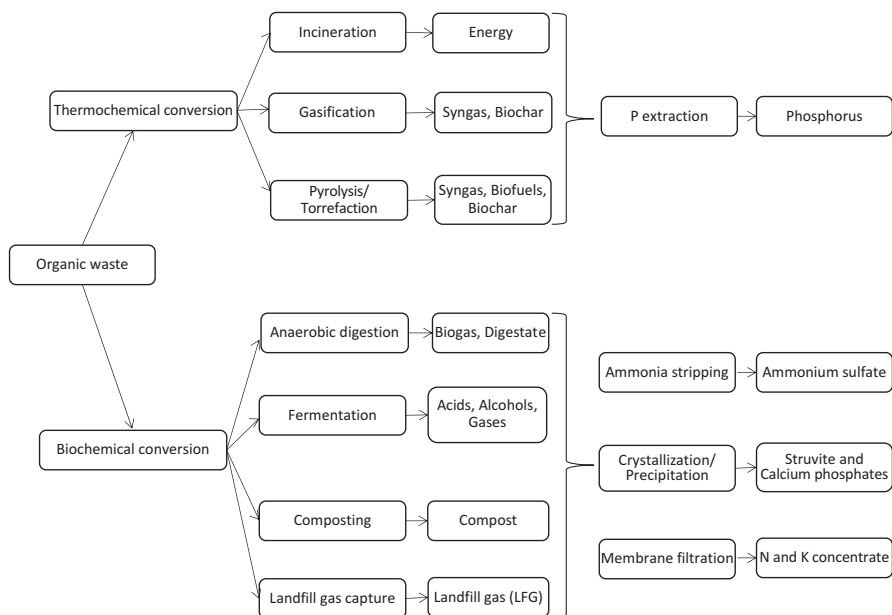 Incineration
Energy
Thermochemical conversion
Gasification
Syngas, Biochar
P extraction
Phosphorus
Pyrolysis/
Torrefaction
Syngas, Biofuels,
Biochar
Organic waste
Anaerobic digestion
Biogas, Digestate
Ammonia stripping
Ammonium sulfate
Fermentation
Acids, Alcohols,
Gases
Biochemical conversion
Crystallization/
Precipitation
Struvite and
Calcium phosphates
Composting
Compost
Membrane filtration
N and K concentrate
Landfill gas capture
Landfill gas (LFG)